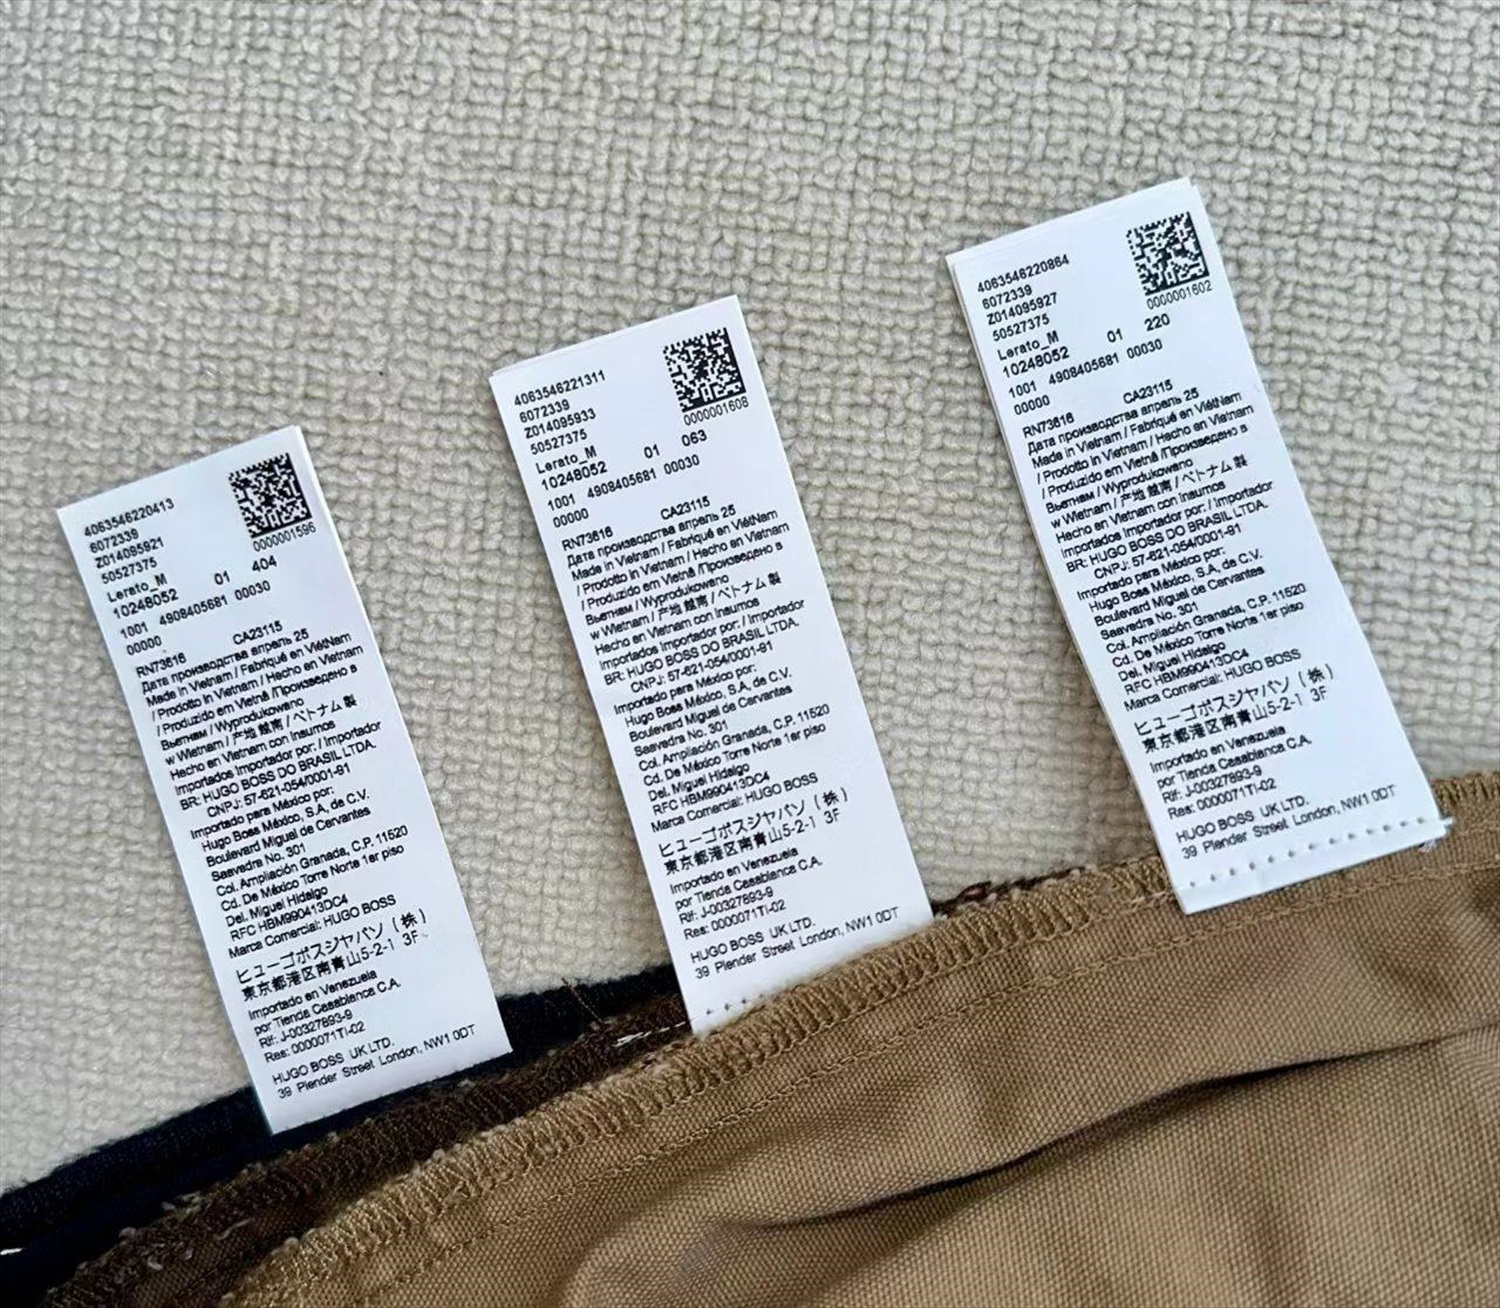 4063546220413
6072339
Z014095921
50527375
0000001596
Lerato_M 01 404
10248052
1001 4908405681 00030
00000
RN73616 CA23115
Дата производства апрель 25
Made in Vietnam / Fabriqué en ViêtNam
/ Prodotto in Vietnam / Hecho en Vietnam
/ Produzido em Vietnã /Произведено в
Вьетнам / Wyprodukowano
w Wietnam / 产地 越南 / ベトナム 製
Hecho en Vietnam con Insumos
Importados Importador por: / Importador
BR: HUGO BOSS DO BRASIL LTDA.
CNPJ: 57-621-054/0001-91
Importado para México por:
Hugo Boss México, S.A, de C.V.
Boulevard Miguel de Cervantes
Saavedra No. 301
Col. Ampliación Granada, C.P. 11520
Cd. De México Torre Norte 1er piso
Del. Miguel Hidalgo
RFC HBM990413DC4
Marca Comercial: HUGO BOSS
ヒューゴボスジャパン（株）
東京都港区南青山5-2-1 3F
Importado en Venezuela
por Tienda Casablanca C.A.
Rif: J-00327893-9
Res: 0000071TI-02
HUGO BOSS UK LTD.
39 Plender Street London, NW1 0DT
4063546221311
6072339
Z014095933
50527375
0000001608
Lerato_M 01 063
10248052
1001 4908405681 00030
00000
RN73616 CA23115
Дата производства апрель 25
Made in Vietnam / Fabriqué en ViêtNam
/ Prodotto in Vietnam / Hecho en Vietnam
/ Produzido em Vietnã /Произведено в
Вьетнам / Wyprodukowano
w Wietnam / 产地 越南 / ベトナム 製
Hecho en Vietnam con Insumos
Importados Importador por: / Importador
BR: HUGO BOSS DO BRASIL LTDA.
CNPJ: 57-621-054/0001-91
Importado para México por:
Hugo Boss México, S.A, de C.V.
Boulevard Miguel de Cervantes
Saavedra No. 301
Col. Ampliación Granada, C.P. 11520
Cd. De México Torre Norte 1er piso
Del. Miguel Hidalgo
RFC HBM990413DC4
Marca Comercial: HUGO BOSS
ヒューゴボスジャパン（株）
東京都港区南青山5-2-1 3F
Importado en Venezuela
por Tienda Casablanca C.A.
Rif: J-00327893-9
Res: 0000071TI-02
HUGO BOSS UK LTD.
39 Plender Street London, NW1 0DT
4063546220864
6072339
Z014095927
50527375
0000001602
Lerato_M 01 220
10248052
1001 4908405681 00030
00000
RN73616 CA23115
Дата производства апрель 25
Made in Vietnam / Fabriqué en ViêtNam
/ Prodotto in Vietnam / Hecho en Vietnam
/ Produzido em Vietnã /Произведено в
Вьетнам / Wyprodukowano
w Wietnam / 产地 越南 / ベトナム 製
Hecho en Vietnam con Insumos
Importados Importador por: / Importador
BR: HUGO BOSS DO BRASIL LTDA.
CNPJ: 57-621-054/0001-91
Importado para México por:
Hugo Boss México, S.A, de C.V.
Boulevard Miguel de Cervantes
Saavedra No. 301
Col. Ampliación Granada, C.P. 11520
Cd. De México Torre Norte 1er piso
Del. Miguel Hidalgo
RFC HBM990413DC4
Marca Comercial: HUGO BOSS
ヒューゴボスジャパン（株）
東京都港区南青山5-2-1 3F
Importado en Venezuela
por Tienda Casablanca C.A.
Rif: J-00327893-9
Res: 0000071TI-02
HUGO BOSS UK LTD.
39 Plender Street London, NW1 0DT